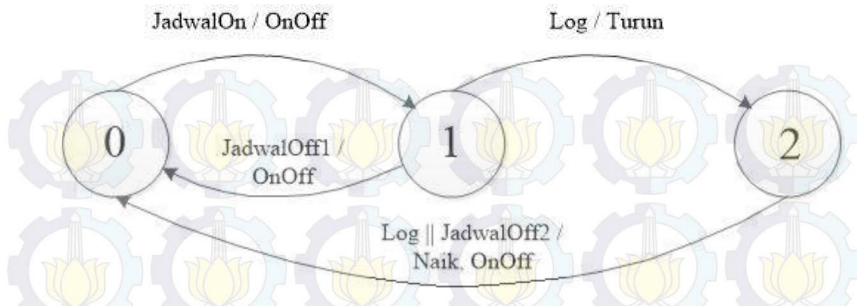 JadwalOn / OnOff
Log / Turun
0
1
2
JadwalOff1 /
OnOff
Log || JadwalOff2 /
Naik, OnOff